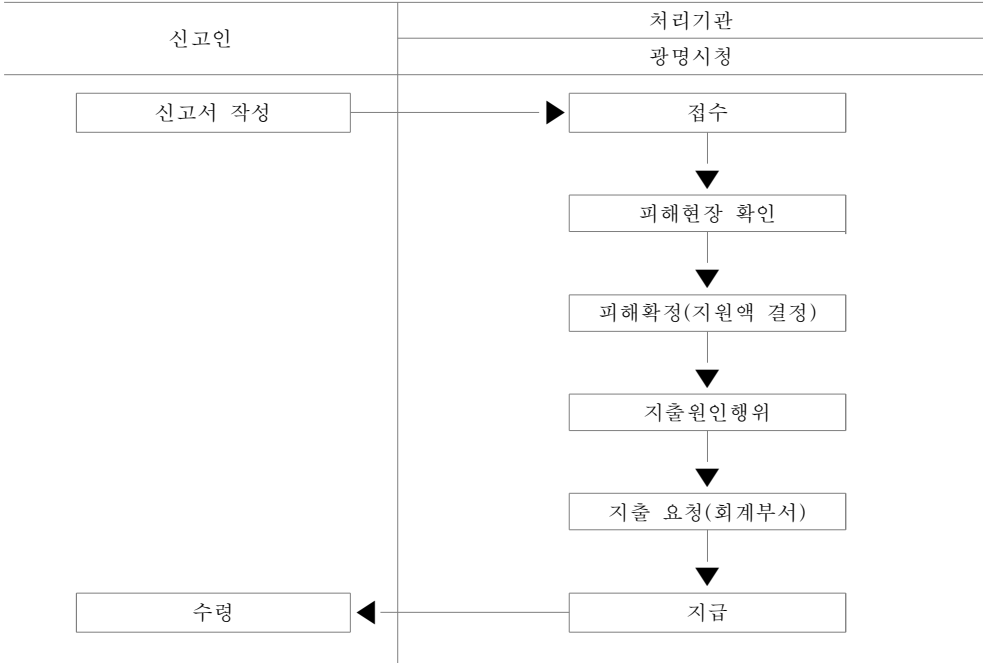 신고인
처리기관
광명시청
신고서 작성
접수
피해현장 확인
피해확정(지원액 결정)
지출원인행위
지출 요청(회계부서)
수령
지급